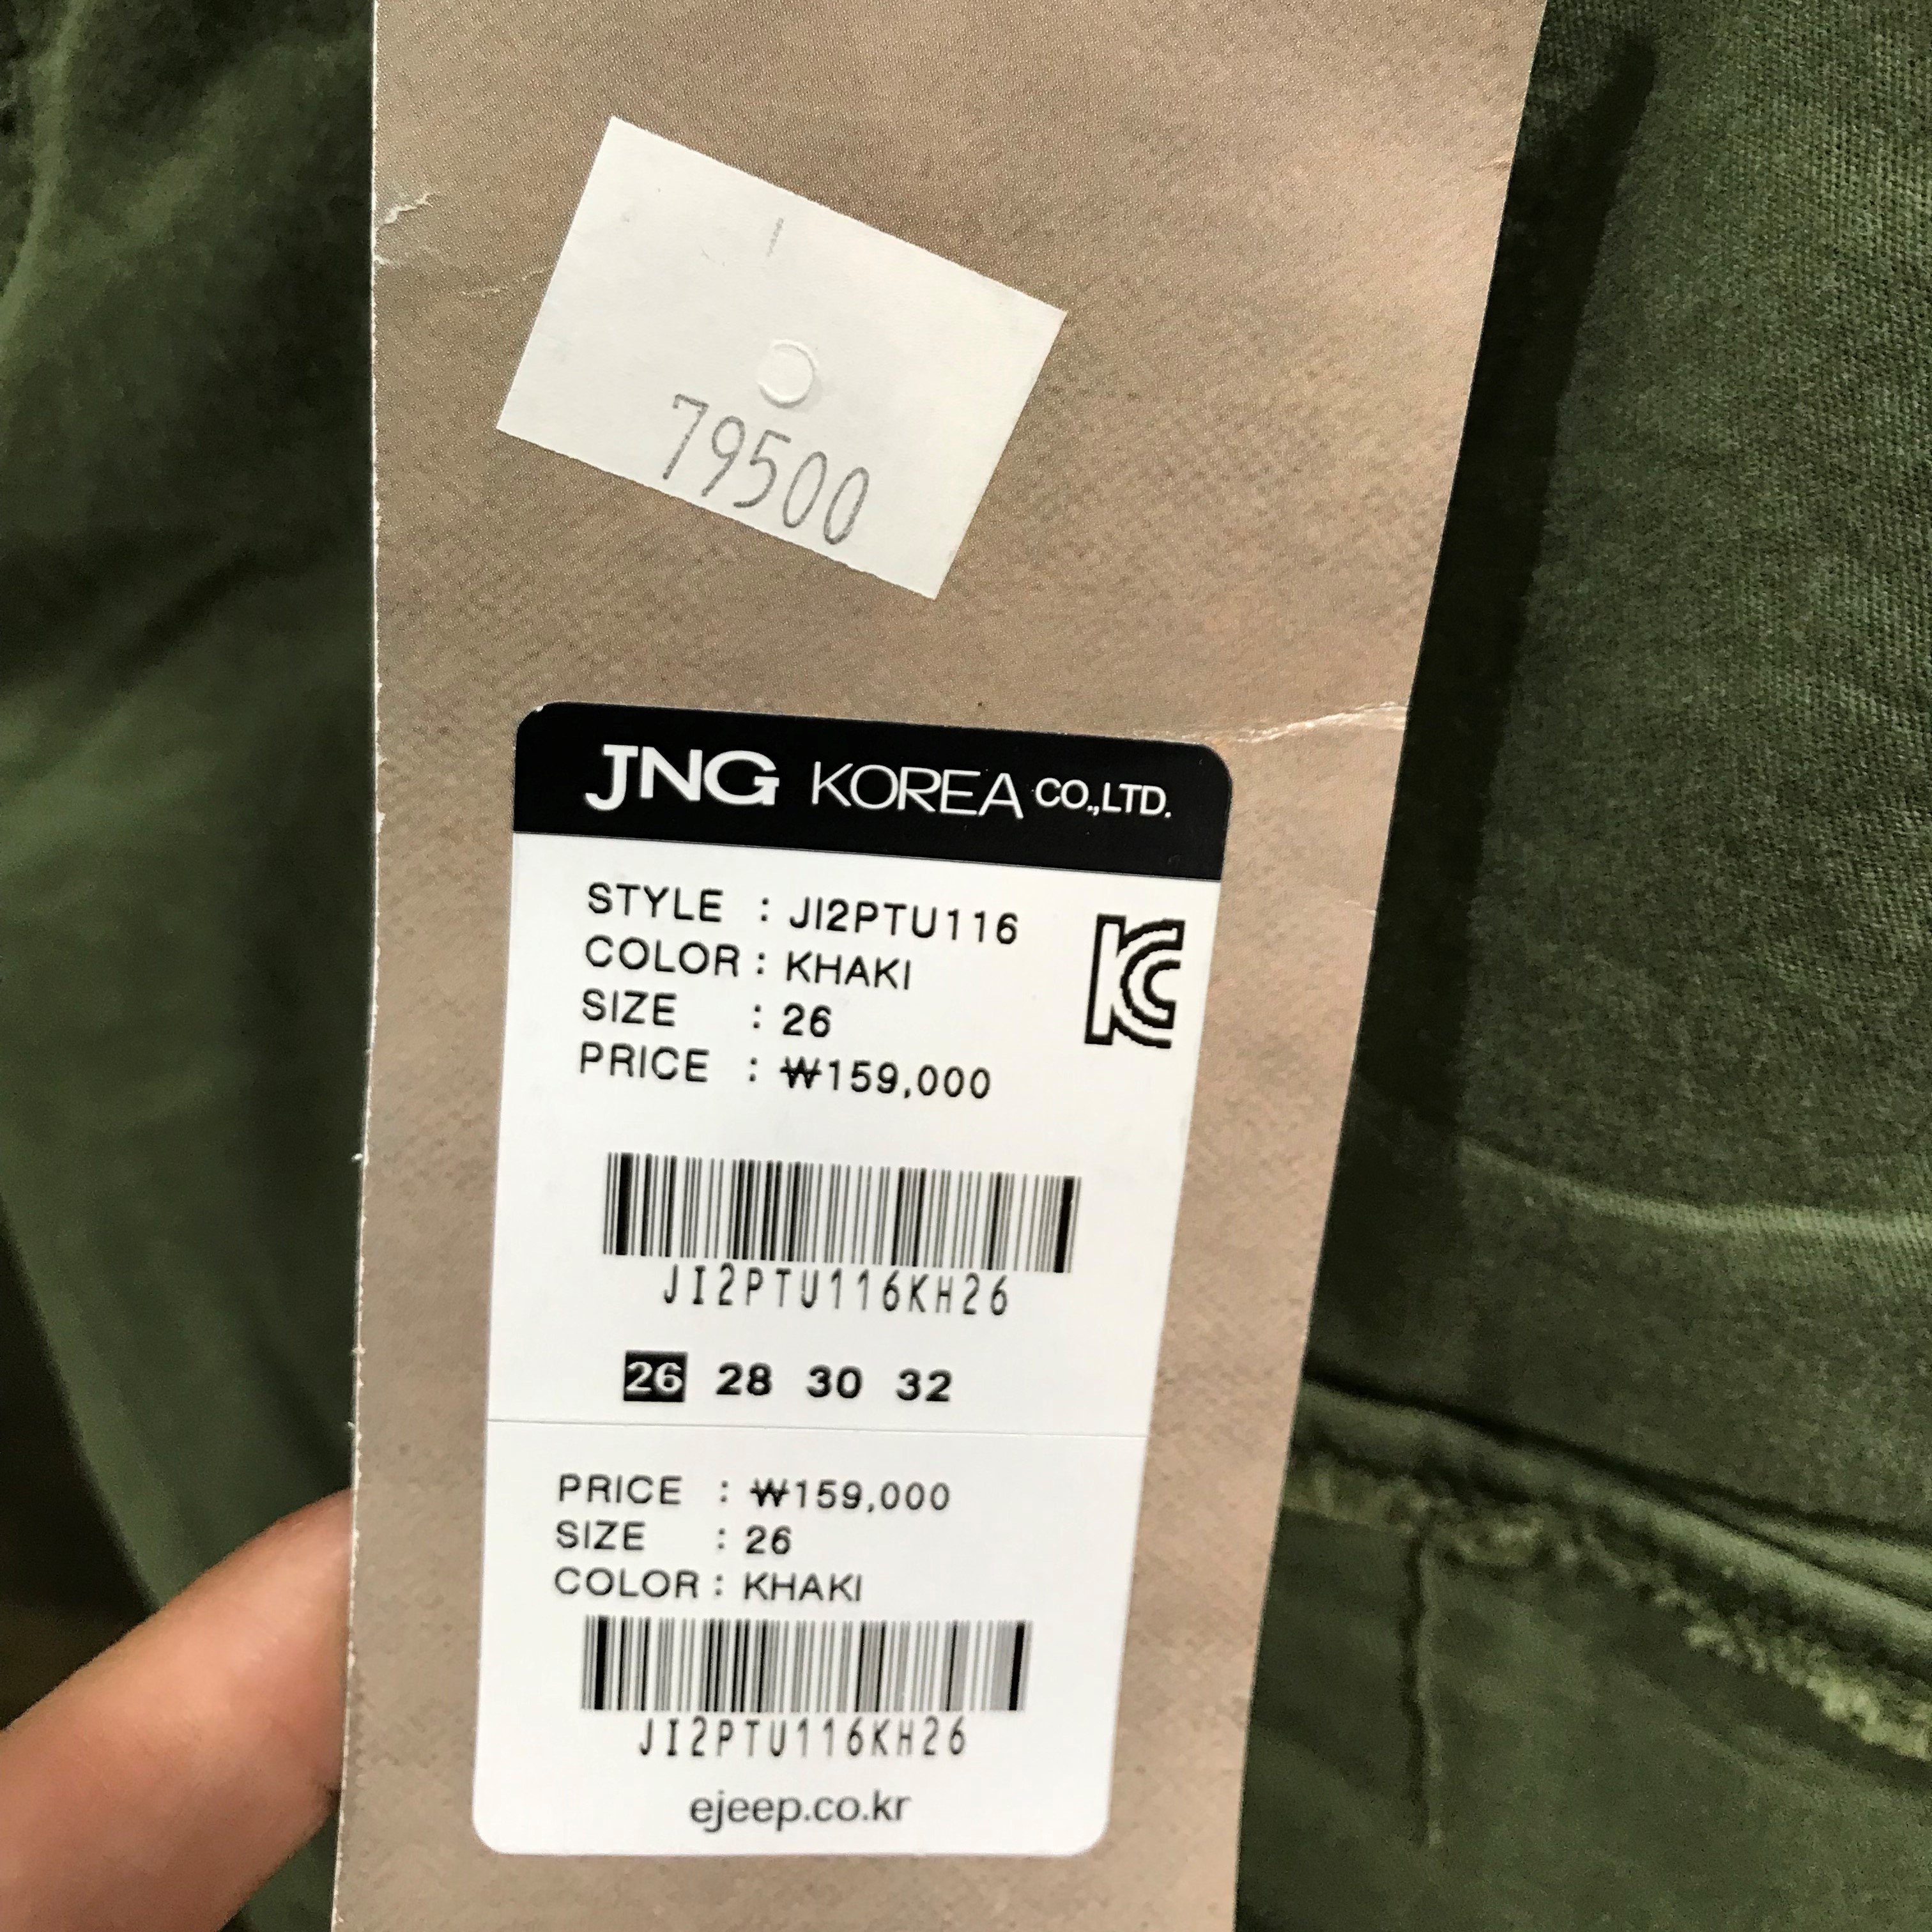 79500
JNG KOREA CO.,LTD.
STYLE : JI2PTU116
COLOR : KHAKI
SIZE : 26
PRICE : ₩159,000
KC
JI2PTU116KH26
26 28 30 32
PRICE : ₩159,000
SIZE : 26
COLOR : KHAKI
JI2PTU116KH26
ejeep.co.kr